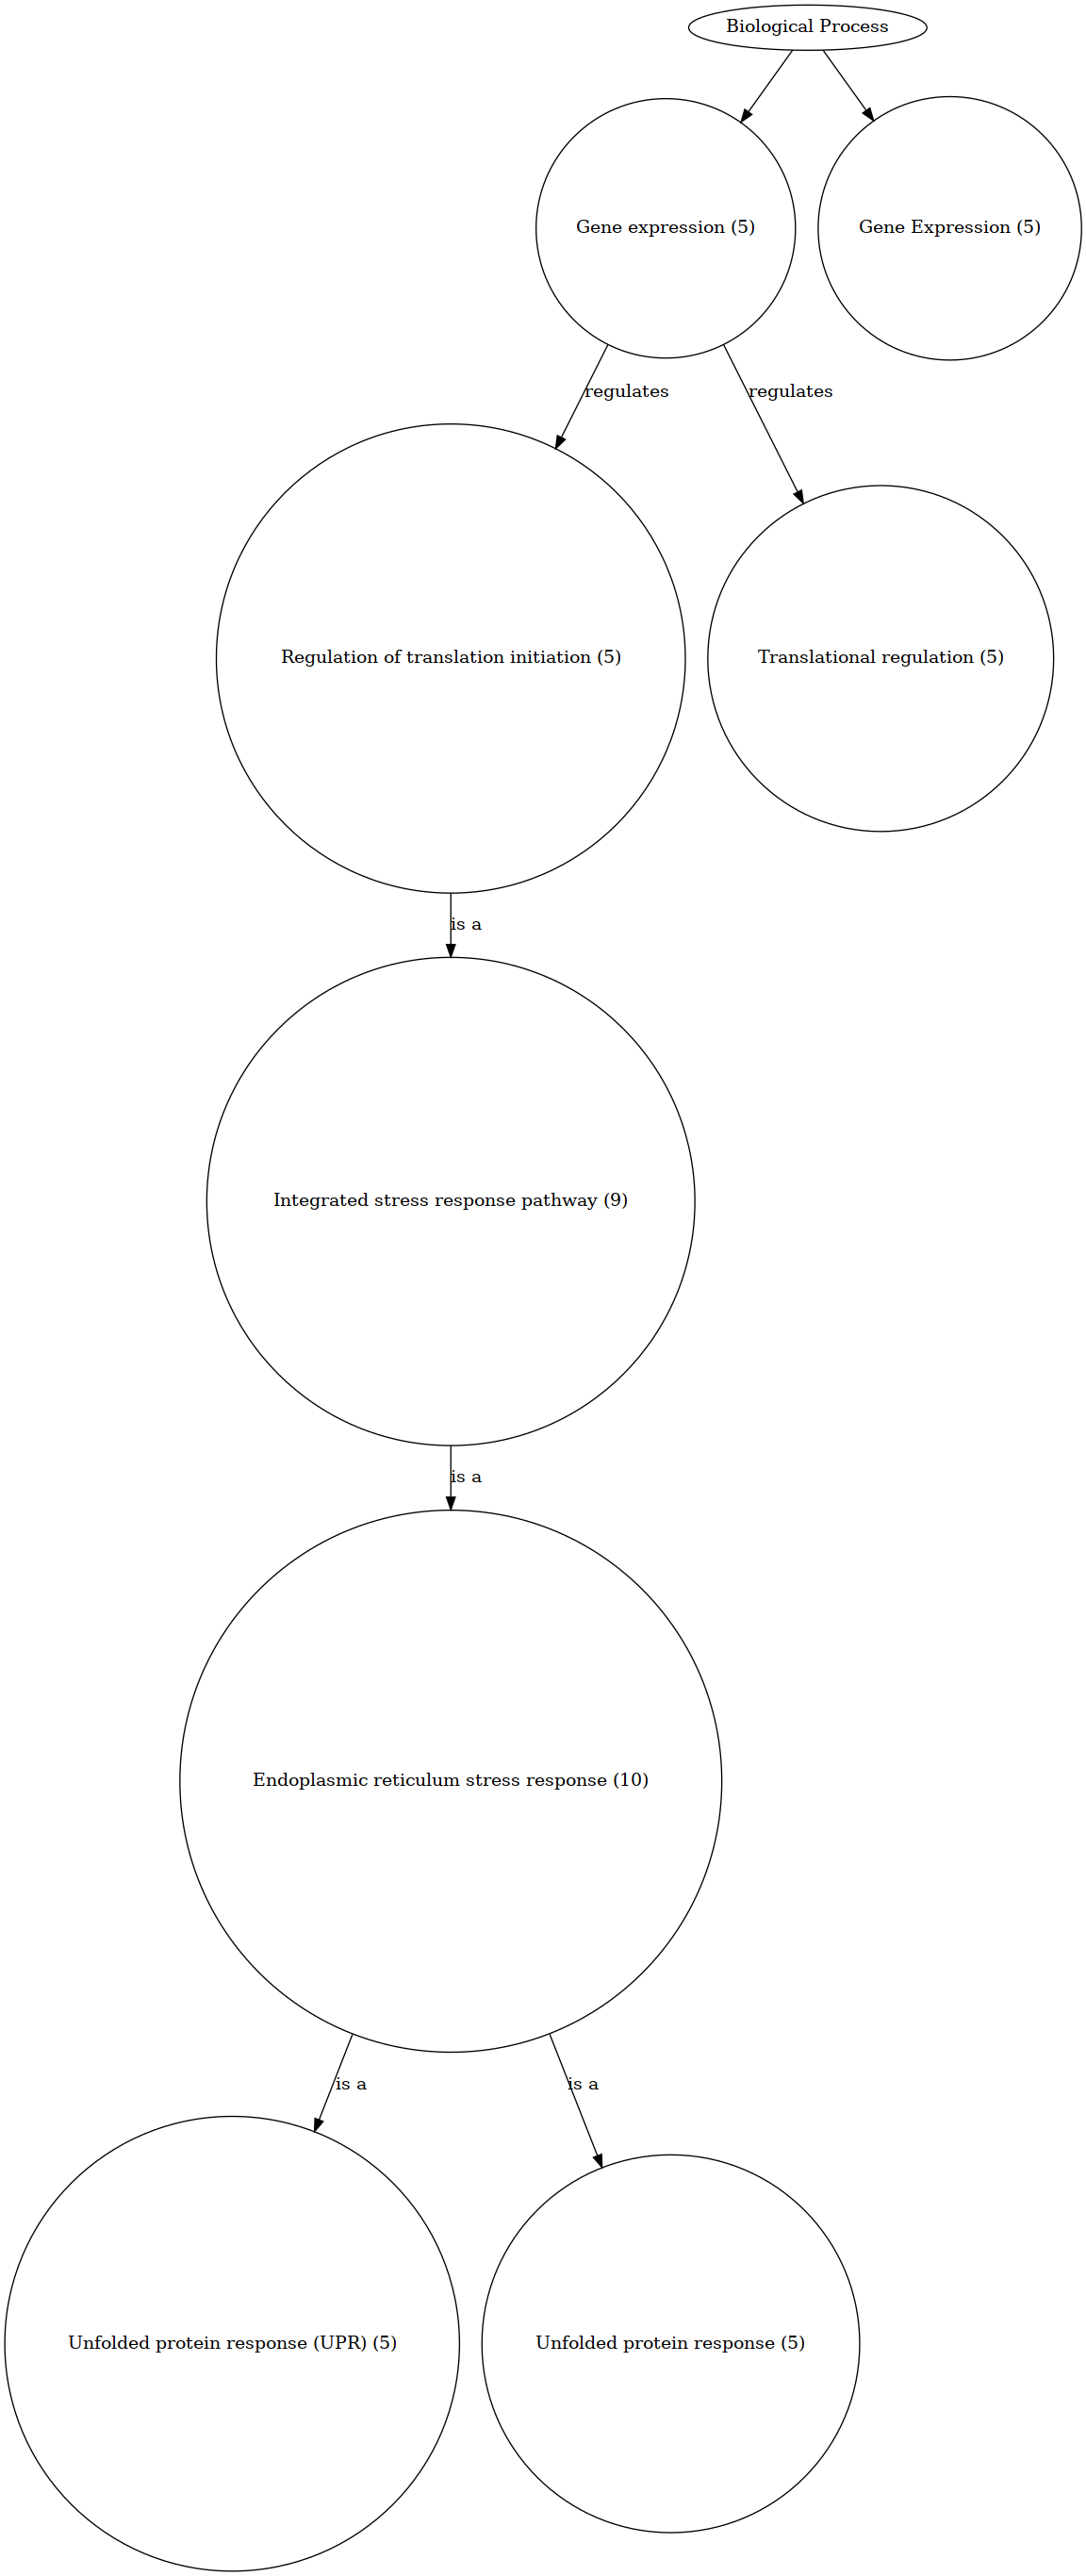 Biological Process
Gene expression (5)
Gene Expression (5)
regulates
regulates
Regulation of translation initiation (5)
Translational regulation (5)
is a
Integrated stress response pathway (9)
is a
Endoplasmic reticulum stress response (10)
is a
is a
Unfolded protein response (UPR) (5)
Unfolded protein response (5)